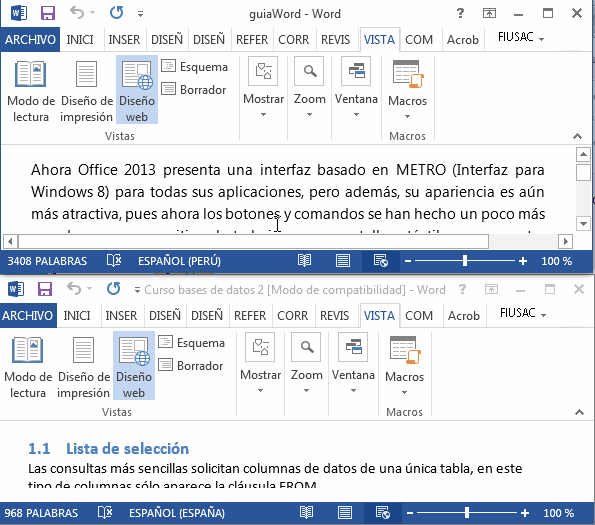 guiaWord - Word
ARCHIVO INICI INSER DISEÑ DISEÑ REFER CORR REVIS VISTA COM Acrob FIUSAC
Modo de lectura
Diseño de impresión
Diseño web
Esquema
Borrador
Mostrar
Zoom
Ventana
Macros
Vistas
Macros
Ahora Office 2013 presenta una interfaz basado en METRO (Interfaz para
Windows 8) para todas sus aplicaciones, pero además, su apariencia es aún
más atractiva, pues ahora los botones y comandos se han hecho un poco más
3408 PALABRAS ESPAÑOL (PERÚ) 100 %
Curso bases de datos 2 [Modo de compatibilidad] - Word
ARCHIVO INICI INSER DISEÑ DISEÑ REFER CORR REVIS VISTA COM Acrob FIUSAC
Modo de lectura
Diseño de impresión
Diseño web
Esquema
Borrador
Mostrar
Zoom
Ventana
Macros
Vistas
Macros
1.1 Lista de selección
Las consultas más sencillas solicitan columnas de datos de una única tabla, en este
tipo de columnas sólo aparece la cláusula FROM
968 PALABRAS ESPAÑOL (ESPAÑA) 100 %